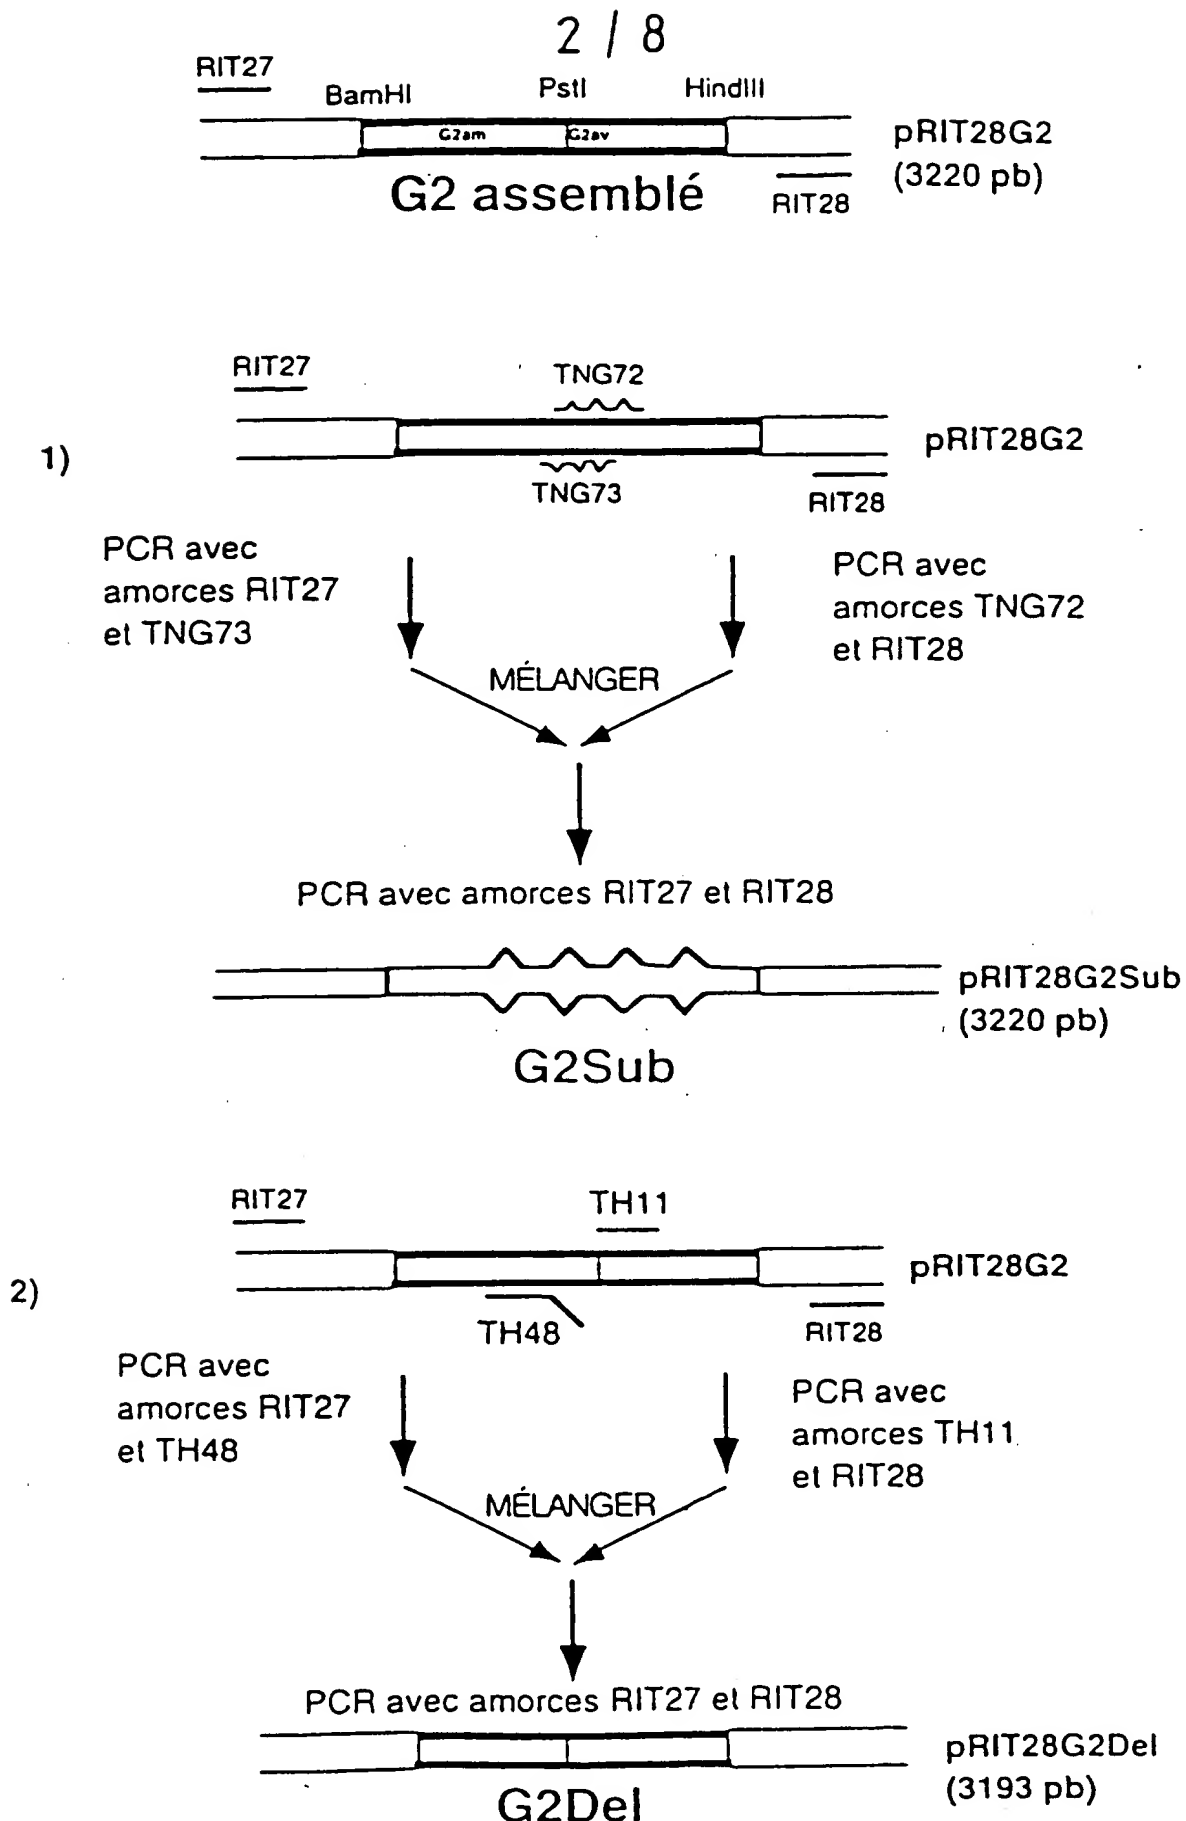 2 / 8
RIT27
BamHI
PstI
HindIII
G2am
G2av
pRIT28G2
(3220 pb)
G2 assemblé
RIT28
RIT27
TNG72
1)
pRIT28G2
TNG73
RIT28
PCR avec
amorces RIT27
et TNG73
PCR avec
amorces TNG72
et RIT28
MÉLANGER
PCR avec amorces RIT27 et RIT28
pRIT28G2Sub
(3220 pb)
G2Sub
RIT27
TH11
2)
pRIT28G2
TH48
RIT28
PCR avec
amorces RIT27
et TH48
PCR avec
amorces TH11
et RIT28
MÉLANGER
PCR avec amorces RIT27 et RIT28
pRIT28G2Del
(3193 pb)
G2Del